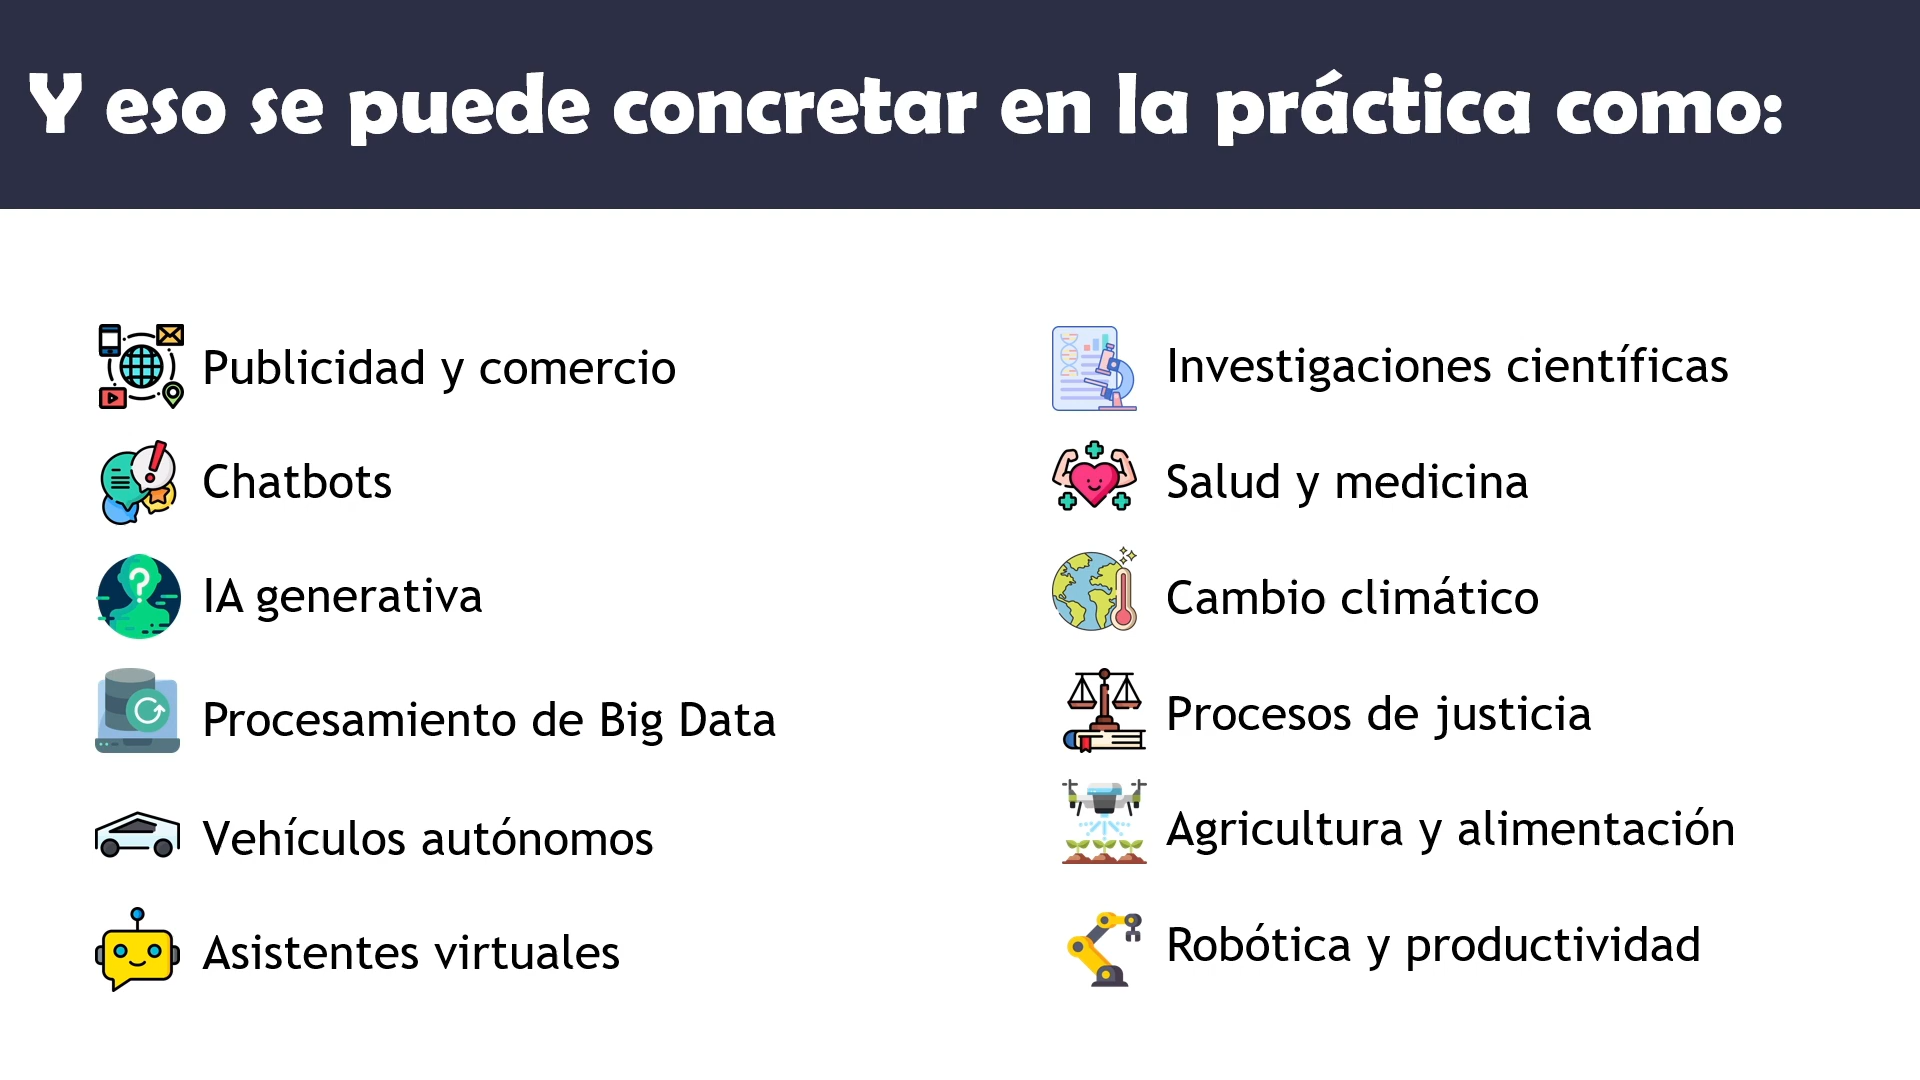 Y eso se puede concretar en la práctica como:
Publicidad y comercio
Chatbots
IA generativa
Procesamiento de Big Data
Vehículos autónomos
Asistentes virtuales
Investigaciones científicas
Salud y medicina
Cambio climático
Procesos de justicia
Agricultura y alimentación
Robótica y productividad